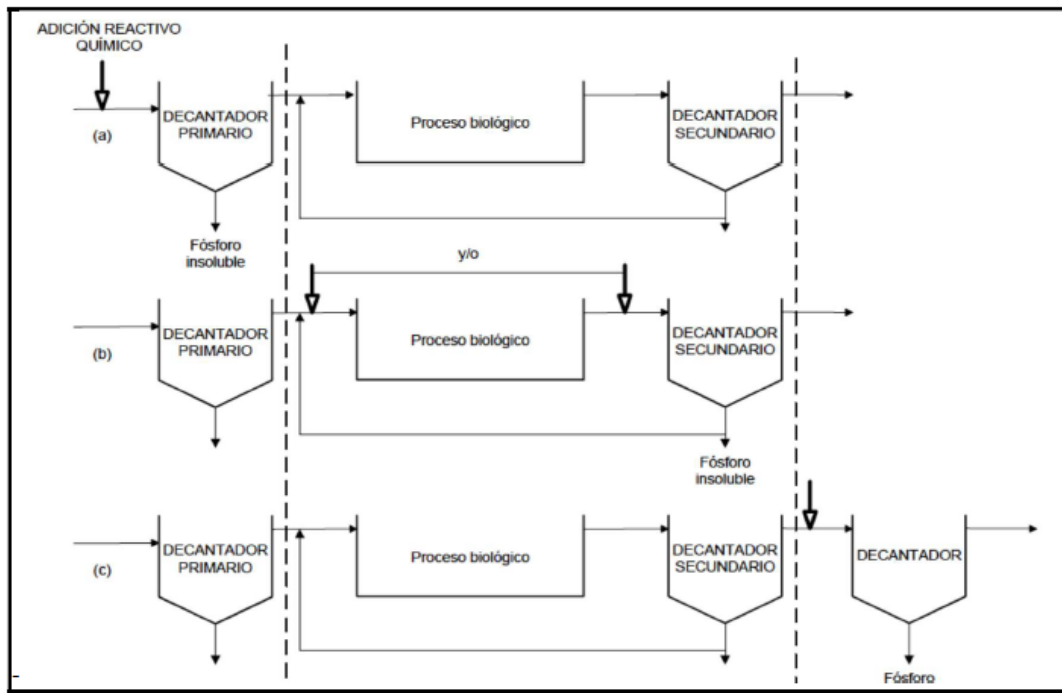 ADICIÓN REACTIVO
QUÍMICO
(a)
DECANTADOR
PRIMARIO
Proceso biológico
DECANTADOR
SECUNDARIO
Fósforo
insoluble
y/o
(b)
DECANTADOR
PRIMARIO
Proceso biológico
DECANTADOR
SECUNDARIO
Fósforo
insoluble
(c)
DECANTADOR
PRIMARIO
Proceso biológico
DECANTADOR
SECUNDARIO
DECANTADOR
Fósforo